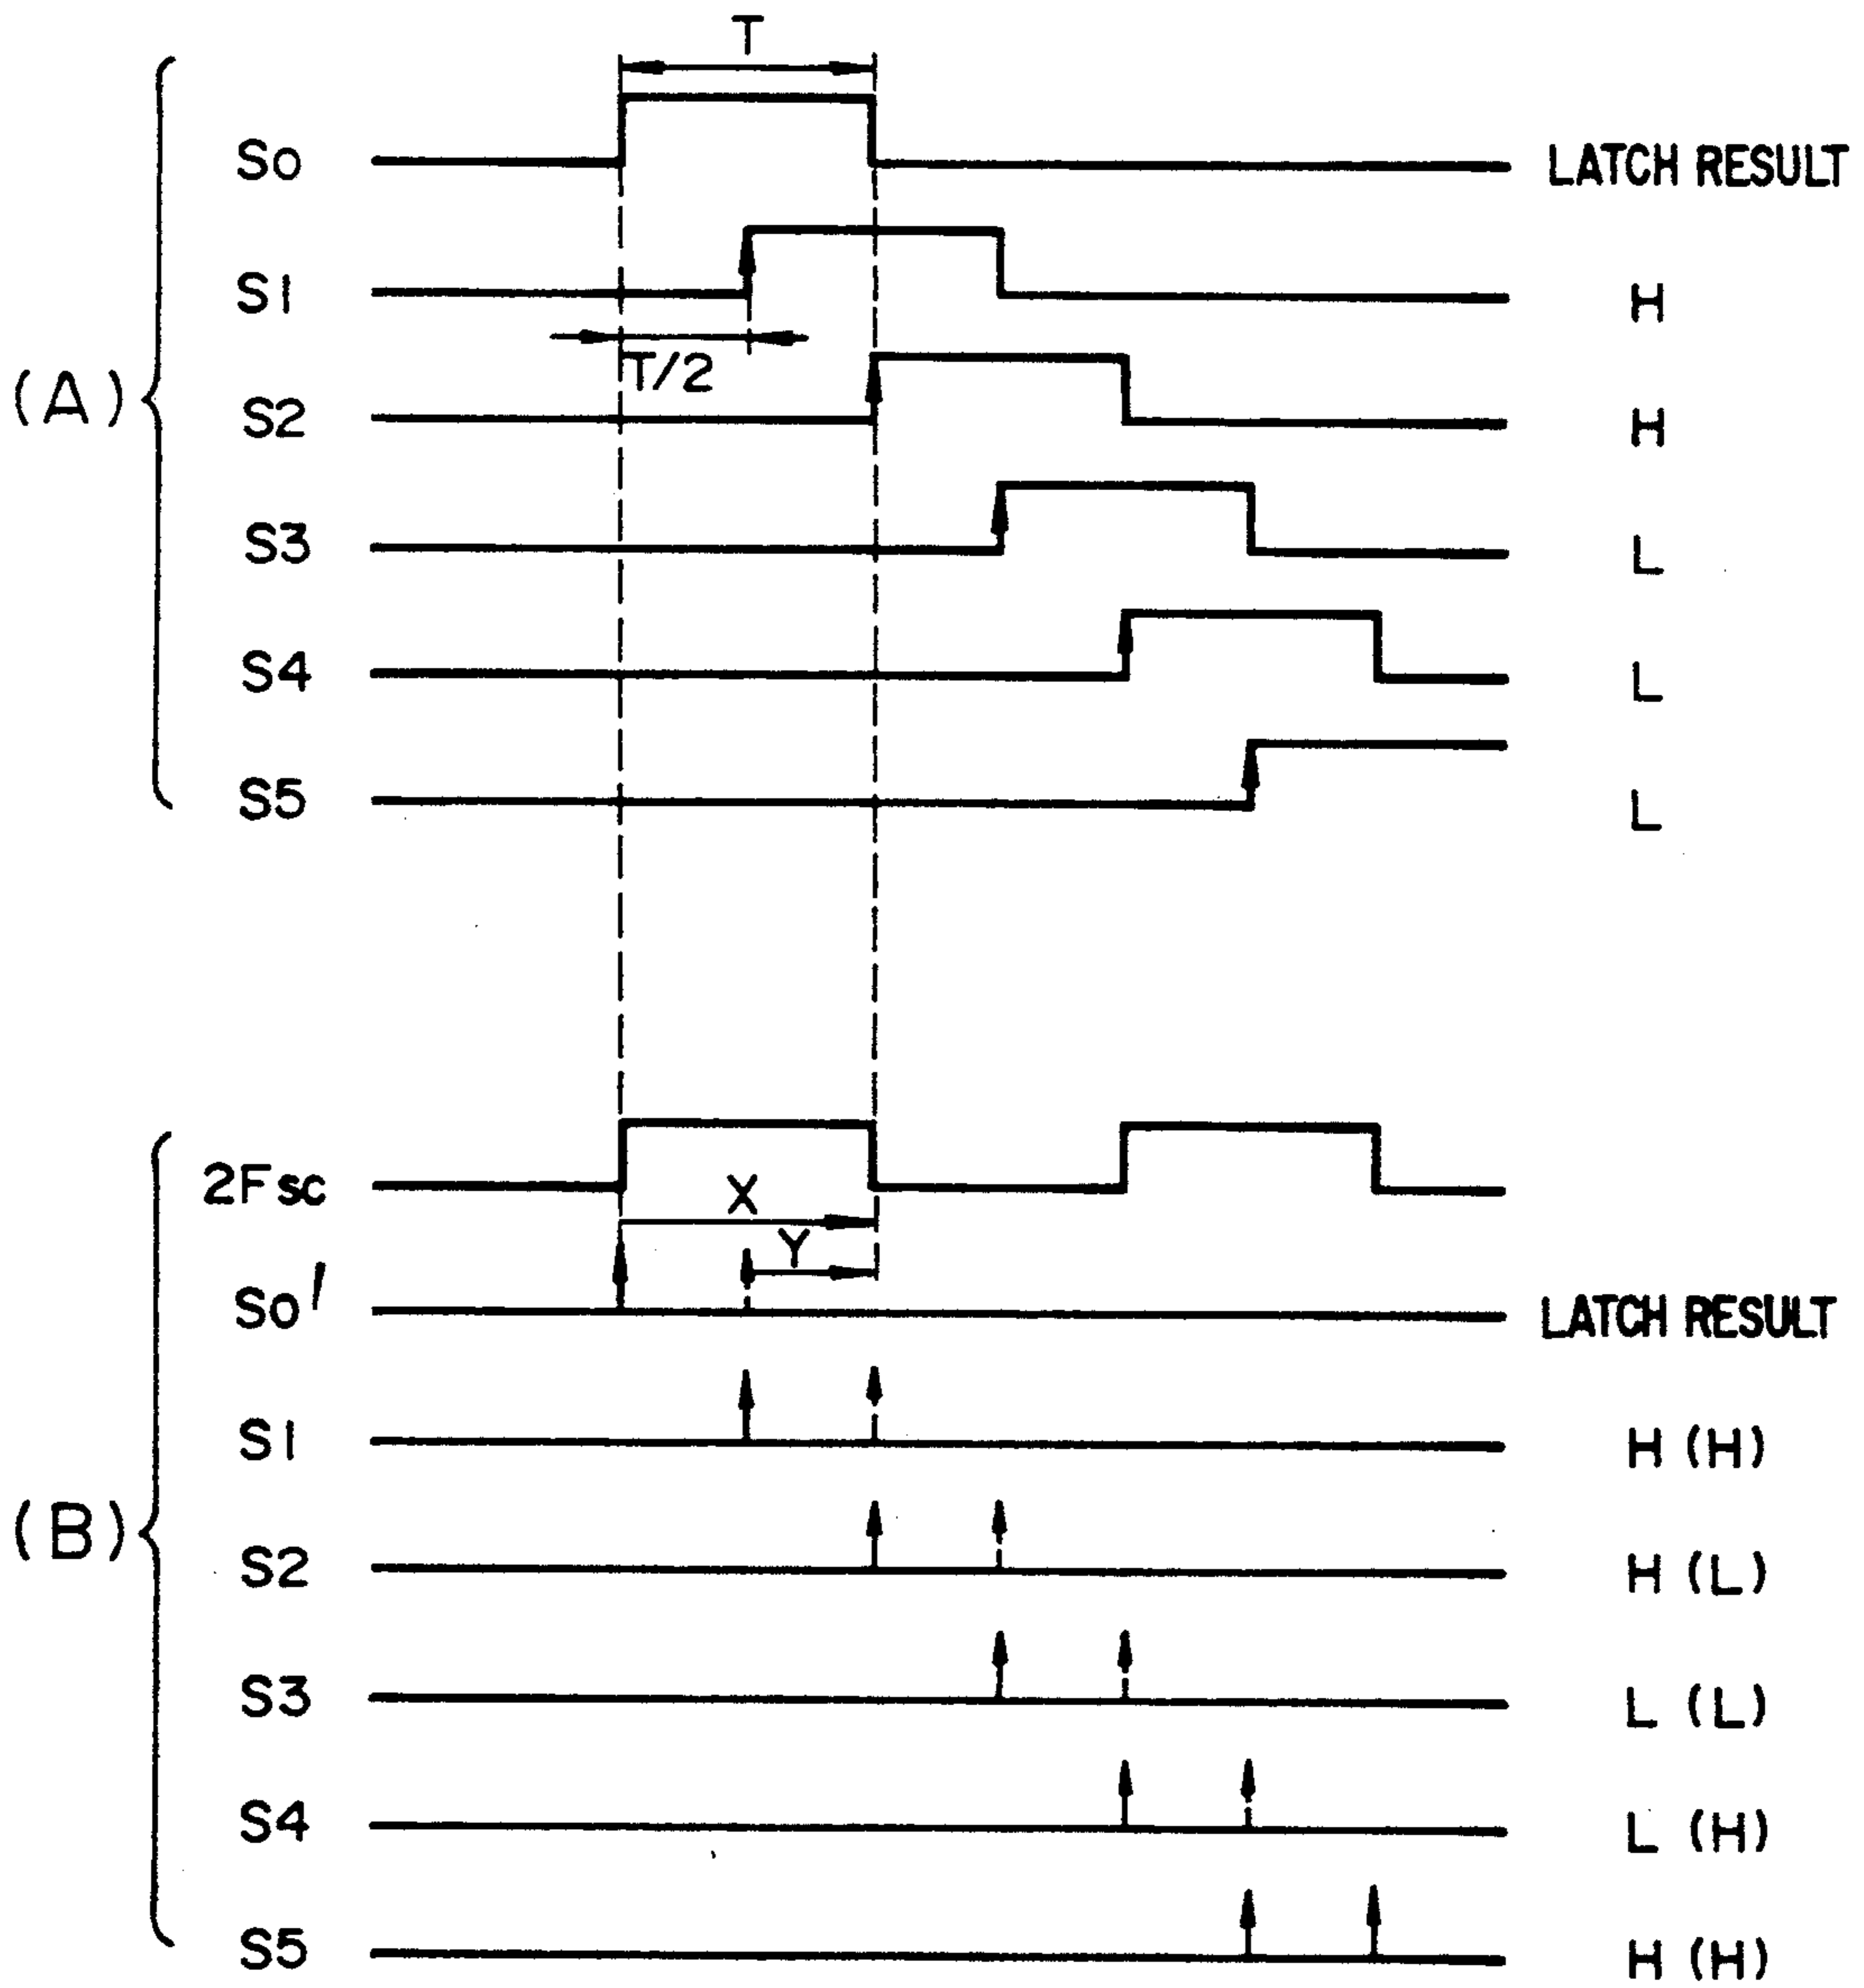 T
So LATCH RESULT
S1 H
T/2
(A)
S2 H
S3 L
S4 L
S5 L
2Fsc
X
Y
So' LATCH RESULT
S1 H (H)
(B)
S2 H (L)
S3 L (L)
S4 L (H)
S5 H (H)